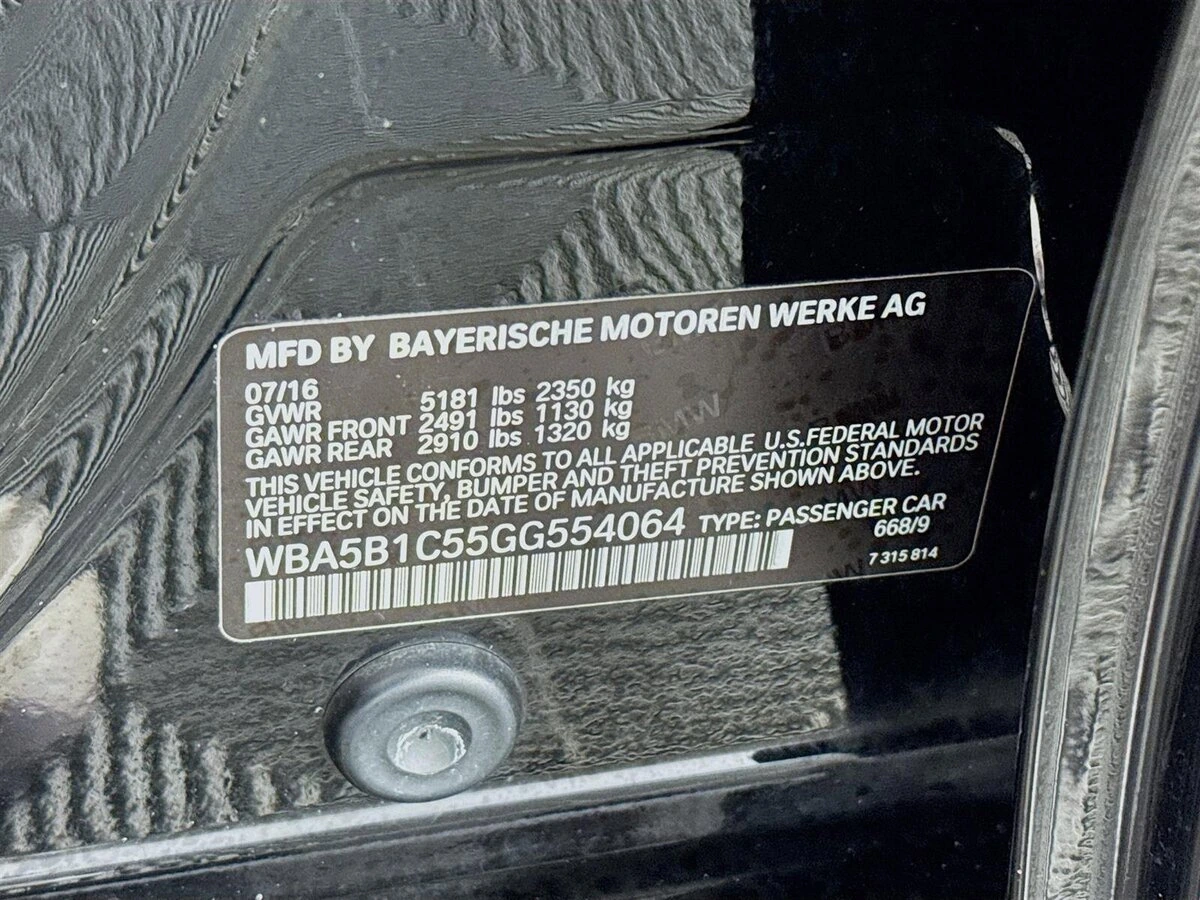 MFD BY BAYERISCHE MOTOREN WERKE AG
07/16
GVWR 5181 lbs 2350 kg
GAWR FRONT 2491 lbs 1130 kg
GAWR REAR 2910 lbs 1320 kg
THIS VEHICLE CONFORMS TO ALL APPLICABLE U.S.FEDERAL MOTOR
VEHICLE SAFETY, BUMPER AND THEFT PREVENTION STANDARDS
IN EFFECT ON THE DATE OF MANUFACTURE SHOWN ABOVE.
WBA5B1C55GG554064 TYPE: PASSENGER CAR
668/9
7 315 814